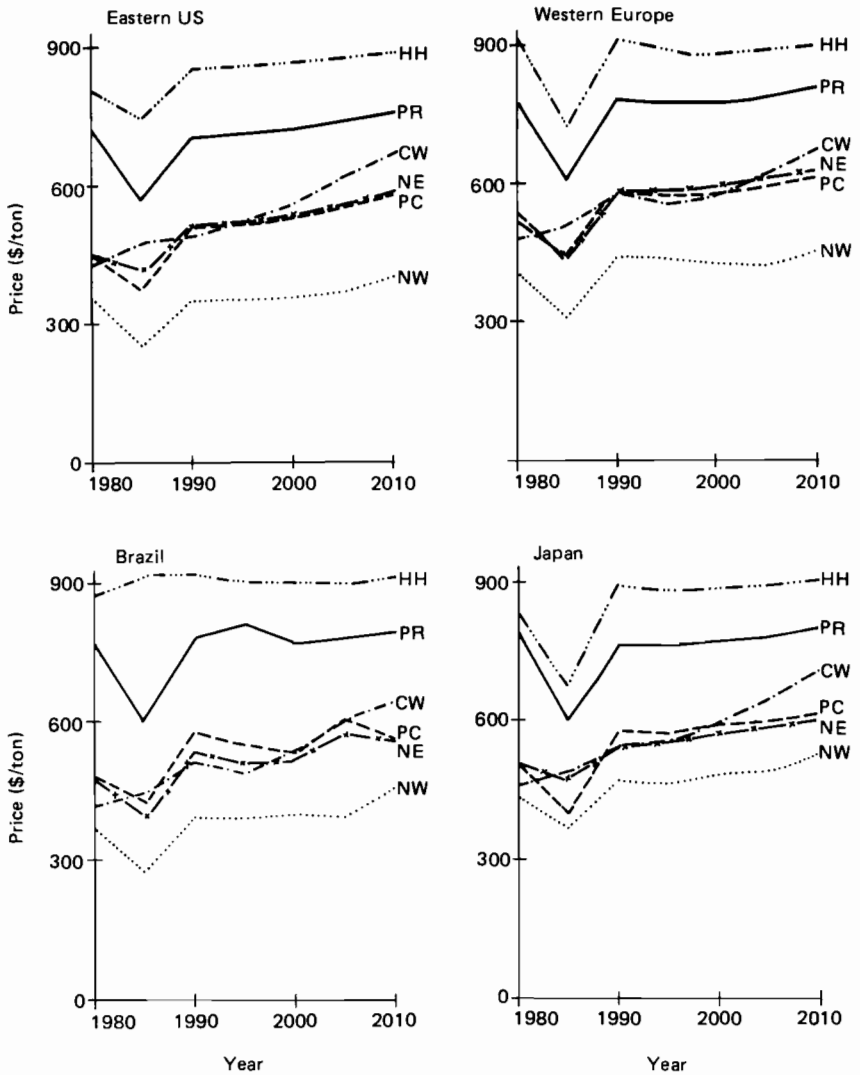 Eastern US
Price ($/ton)
900
600
300
0
1980 1990 2000 2010
HH
PR
CW
NE
PC
NW
Western Europe
900
600
300
1980 1990 2000 2010
HH
PR
CW
NE
PC
NW
Brazil
Price ($/ton)
900
600
300
0
1980 1990 2000 2010
Year
HH
PR
CW
PC
NE
NW
Japan
900
600
300
0
1980 1990 2000 2010
Year
HH
PR
CW
PC
NE
NW